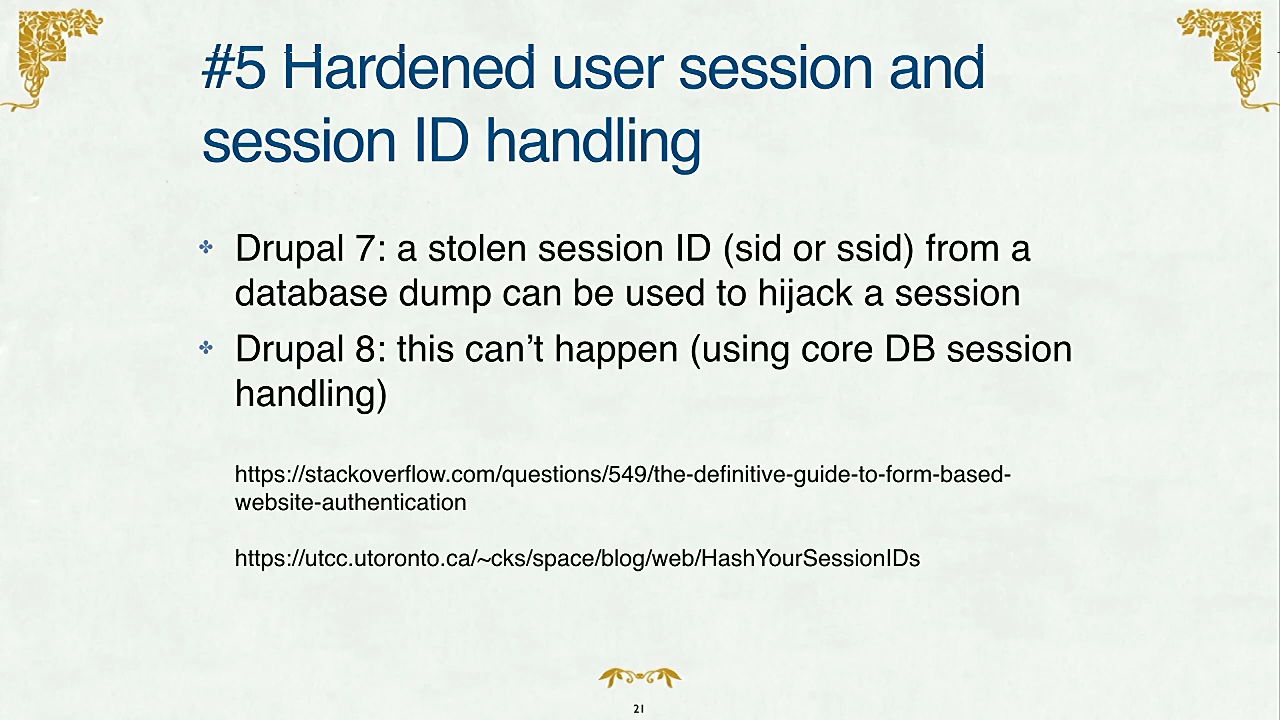 #5 Hardened user session and
session ID handling
Drupal 7: a stolen session ID (sid or ssid) from a
database dump can be used to hijack a session
Drupal 8: this can’t happen (using core DB session
handling)
https://stackoverflow.com/questions/549/the-definitive-guide-to-form-based-
website-authentication
https://utcc.utoronto.ca/~cks/space/blog/web/HashYourSessionIDs
21